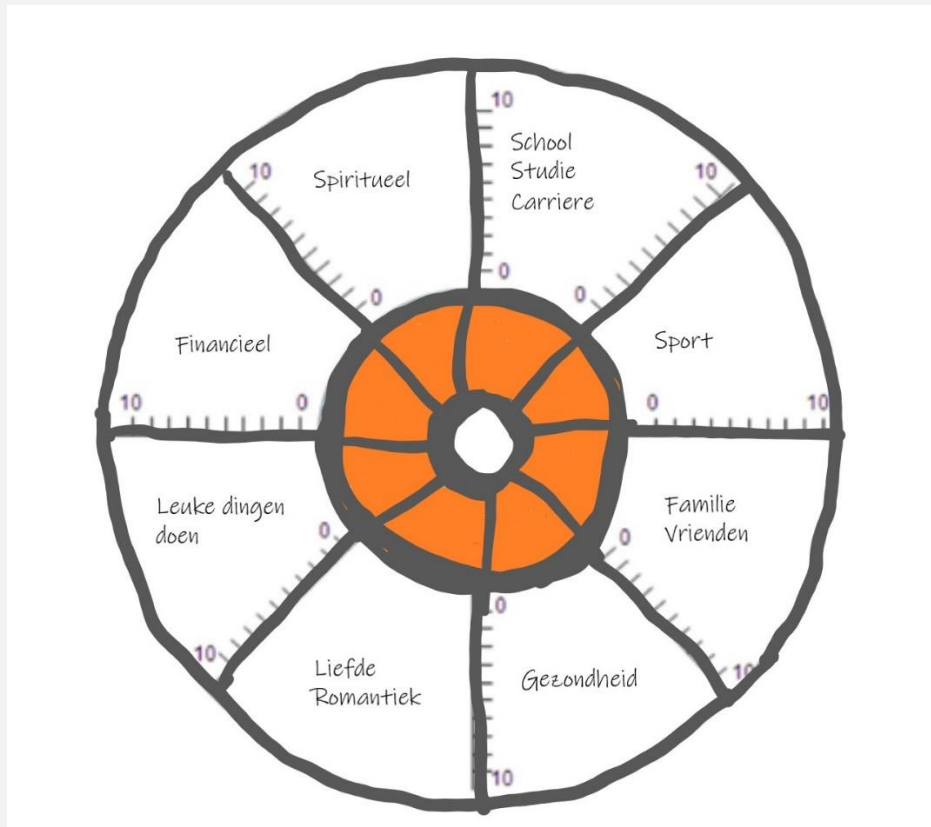 10
School
Studie
Carriere
0
10
0
Sport
0
10
Familie
Vrienden
0
10
Gezondheid
0
10
Liefde
Romantiek
0
10
Leuke dingen
doen
10
0
Financieel
10
0
Spiritueel